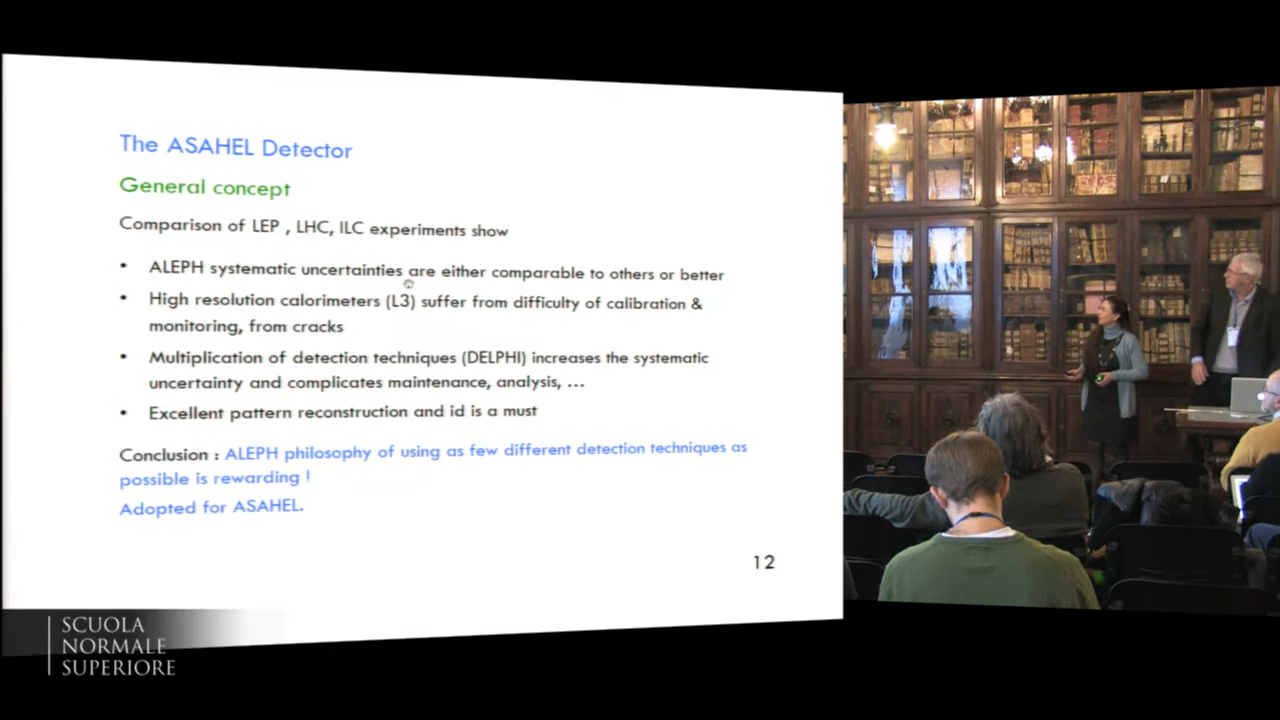 The ASAHEL Detector
General concept
Comparison of LEP , LHC, ILC experiments show
• ALEPH systematic uncertainties are either comparable to others or better
• High resolution calorimeters (L3) suffer from difficulty of calibration &
monitoring, from cracks
• Multiplication of detection techniques (DELPHI) increases the systematic
uncertainty and complicates maintenance, analysis, ...
• Excellent pattern reconstruction and id is a must
Conclusion : ALEPH philosophy of using as few different detection techniques as
possible is rewarding !
Adopted for ASAHEL.
12
SCUOLA
NORMALE
SUPERIORE